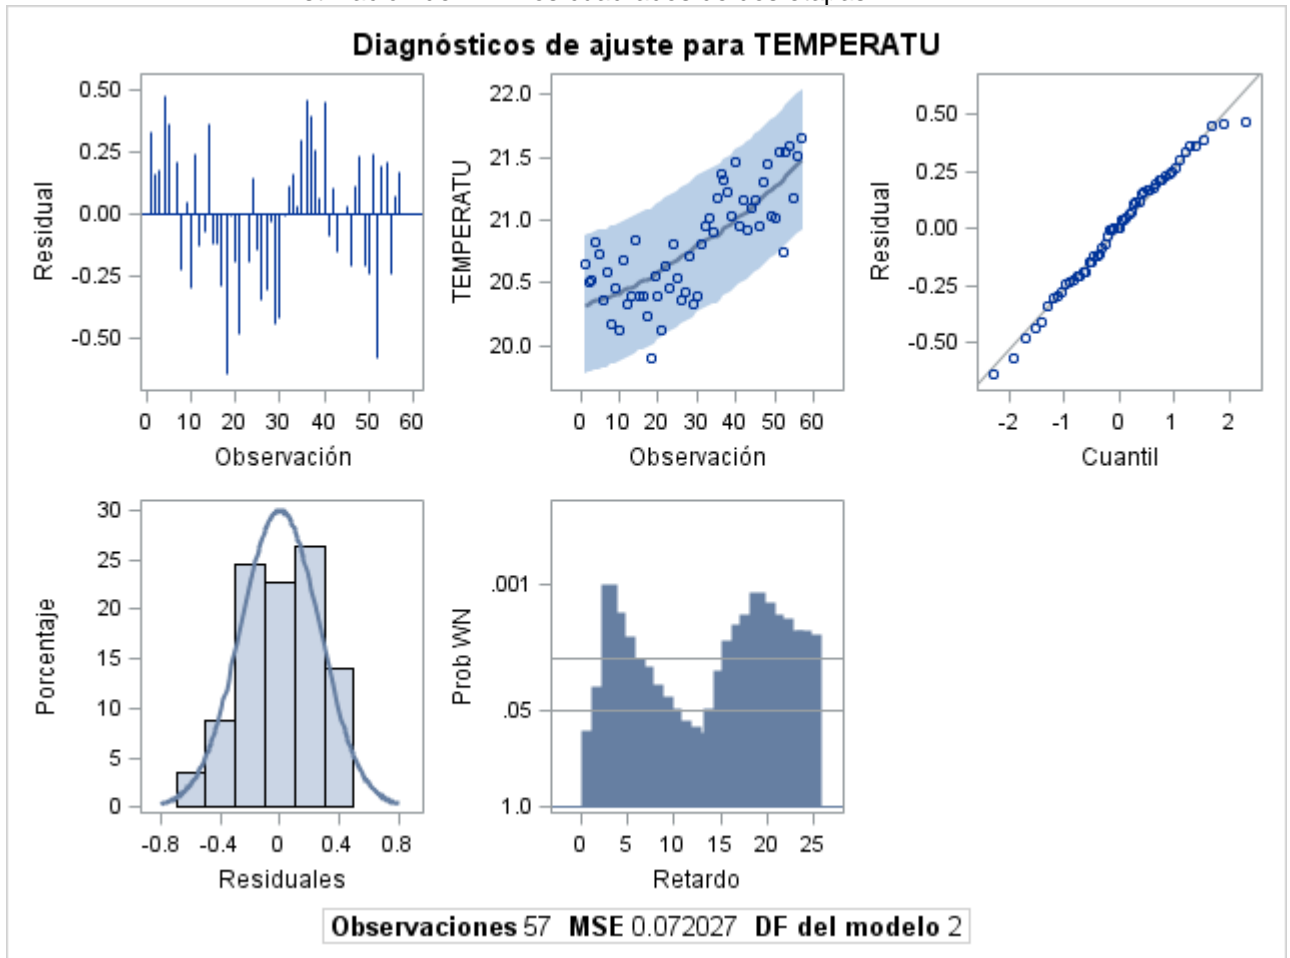 Diagnósticos de ajuste para TEMPERATU
0.50
0.25
0.00
-0.25
-0.50
Residual
0 10 20 30 40 50 60
Observación
22.0
21.5
21.0
20.5
20.0
TEMPERATU
0 10 20 30 40 50 60
Observación
0.50
0.25
0.00
-0.25
-0.50
Residual
-2 -1 0 1 2
Cuantil
30
25
20
15
10
5
0
Porcentaje
-0.8 -0.4 0 0.4 0.8
Residuales
.001
.05
1.0
Prob WN
0 5 10 15 20 25
Retardo
Observaciones 57 MSE 0.072027 DF del modelo 2